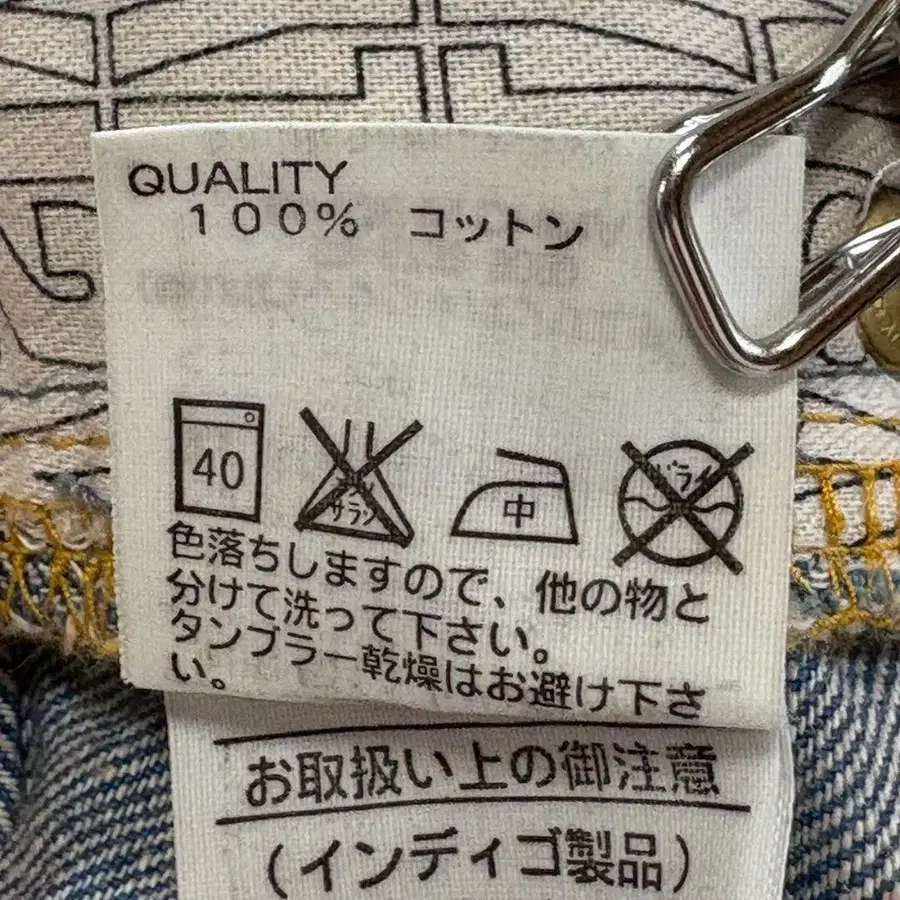 QUALITY
100% コットン
40
サラシ
中
ドライ
色落ちしますので、他の物と
分けて洗って下さい。
タンブラー乾燥はお避け下さ
い。
お取扱い上の御注意
(インディゴ製品)